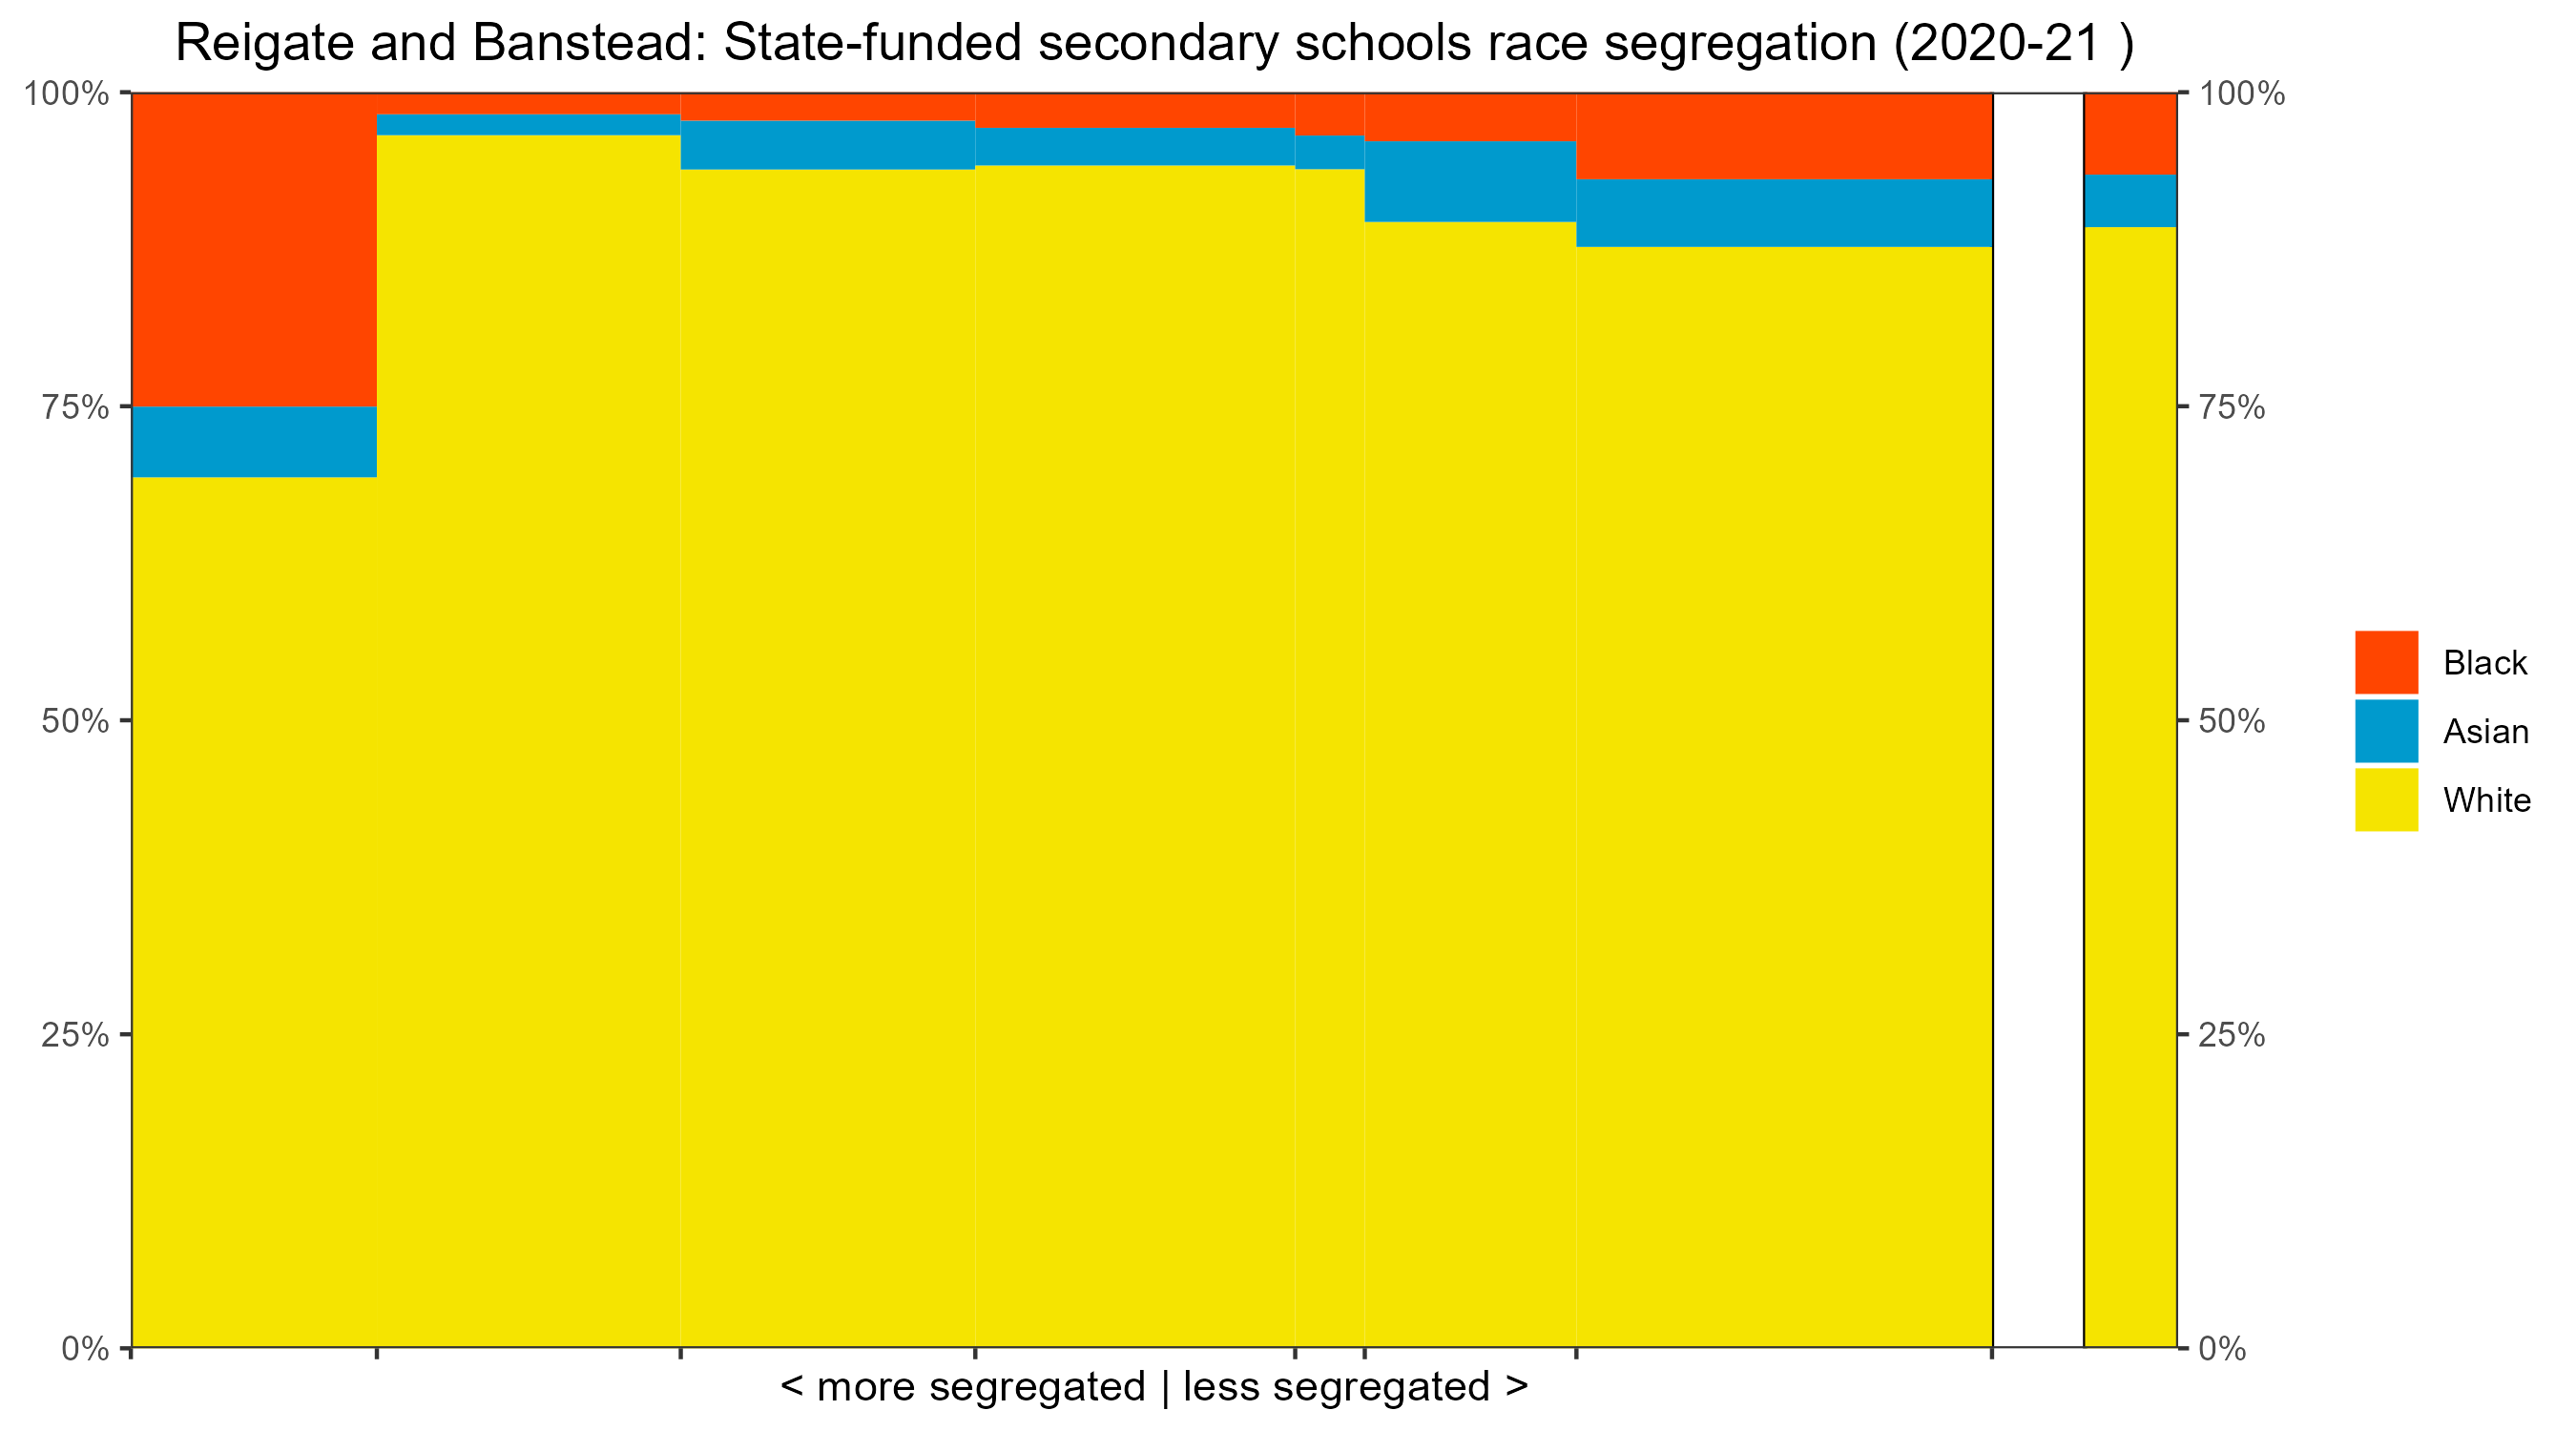 Reigate and Banstead: State-funded secondary schools race segregation (2020-21 )
100%
75%
50%
25%
0%
100%
75%
50%
25%
0%
Black
Asian
White
< more segregated | less segregated >